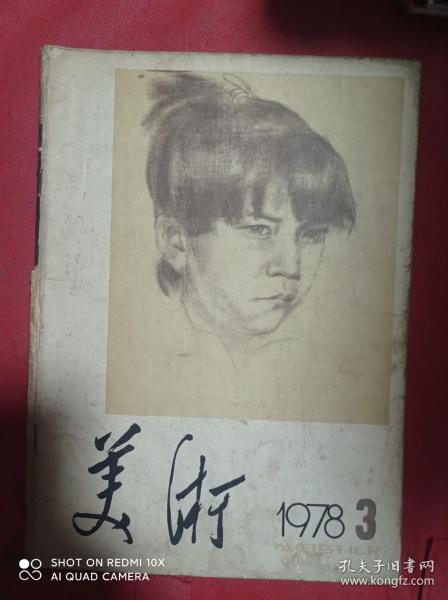 美術
1978 3
MEISHU
SHOT ON REDMI 10X
AI QUAD CAMERA
孔夫子旧书网
www.kongfz.com